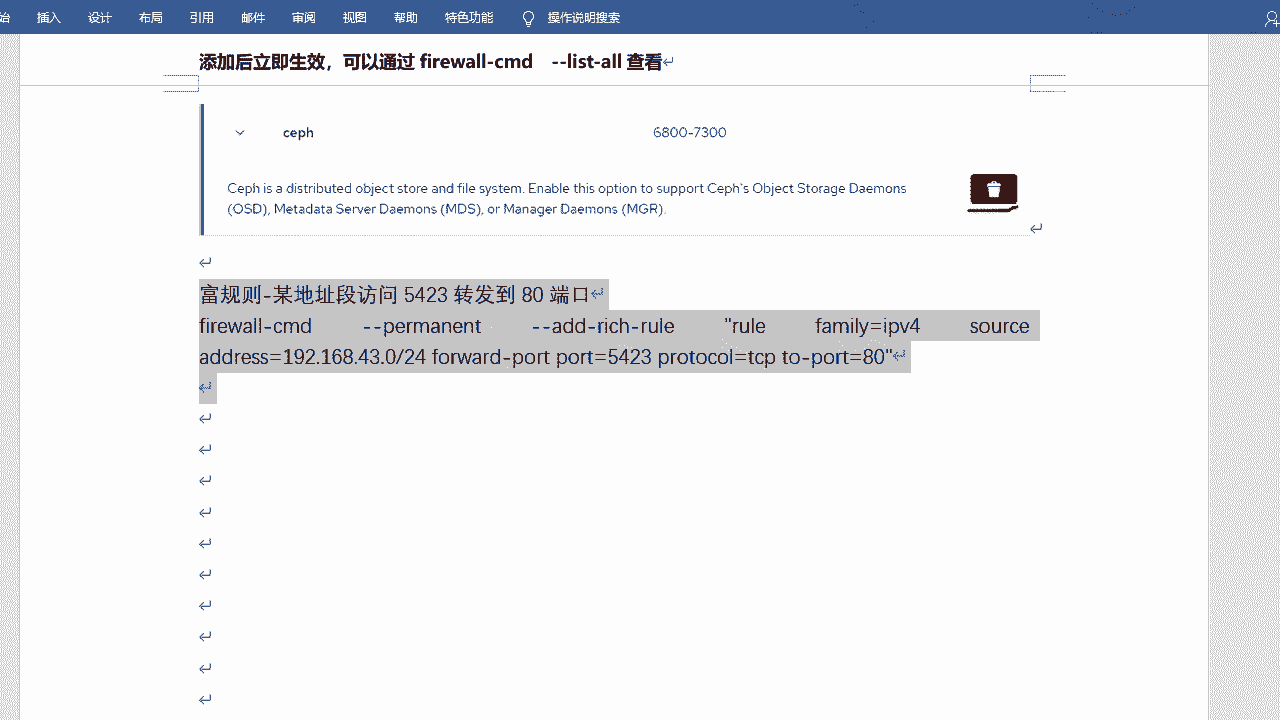 始 插入 设计 布局 引用 邮件 审阅 视图 帮助 特色功能 操作说明搜索
添加后立即生效，可以通过 firewall-cmd --list-all 查看
ceph 6800-7300
Ceph is a distributed object store and file system. Enable this option to support Ceph's Object Storage Daemons
(OSD), Metadata Server Daemons (MDS), or Manager Daemons (MGR).
富规则-某地址段访问 5423 转发到 80 端口
firewall-cmd --permanent --add-rich-rule "rule family=ipv4 source
address=192.168.43.0/24 forward-port port=5423 protocol=tcp to-port=80"